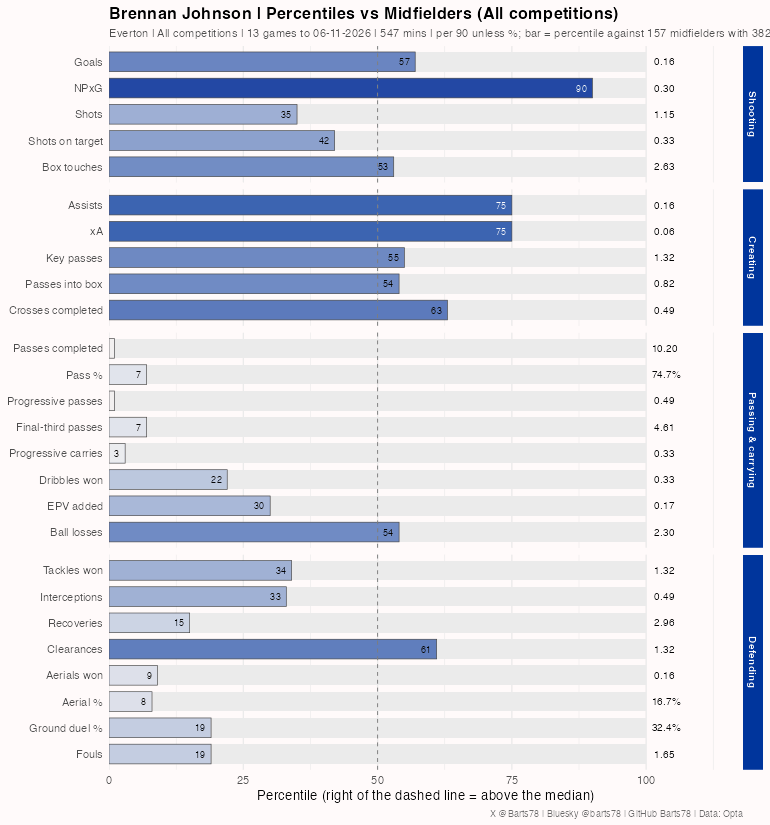 Brennan Johnson | Percentiles vs Midfielders (All competitions)
Everton | All competitions | 13 games to 06-11-2026 | 547 mins | per 90 unless %; bar = percentile against 157 midfielders with 382
Goals 57 0.16
NPxG 90 0.30
Shots 35 1.15
Shots on target 42 0.33
Box touches 53 2.63
Shooting
Assists 75 0.16
xA 75 0.06
Key passes 55 1.32
Passes into box 54 0.82
Crosses completed 63 0.49
Creating
Passes completed 10.20
Pass % 7 74.7%
Progressive passes 0.49
Final-third passes 7 4.61
Progressive carries 3 0.33
Dribbles won 22 0.33
EPV added 30 0.17
Ball losses 54 2.30
Passing & carrying
Tackles won 34 1.32
Interceptions 33 0.49
Recoveries 15 2.96
Clearances 61 1.32
Aerials won 9 0.16
Aerial % 8 16.7%
Ground duel % 19 32.4%
Fouls 19 1.65
Defending
0 25 50 75 100
Percentile (right of the dashed line = above the median)
X @Barts78 | Bluesky @barts78 | GitHub Barts78 | Data: Opta